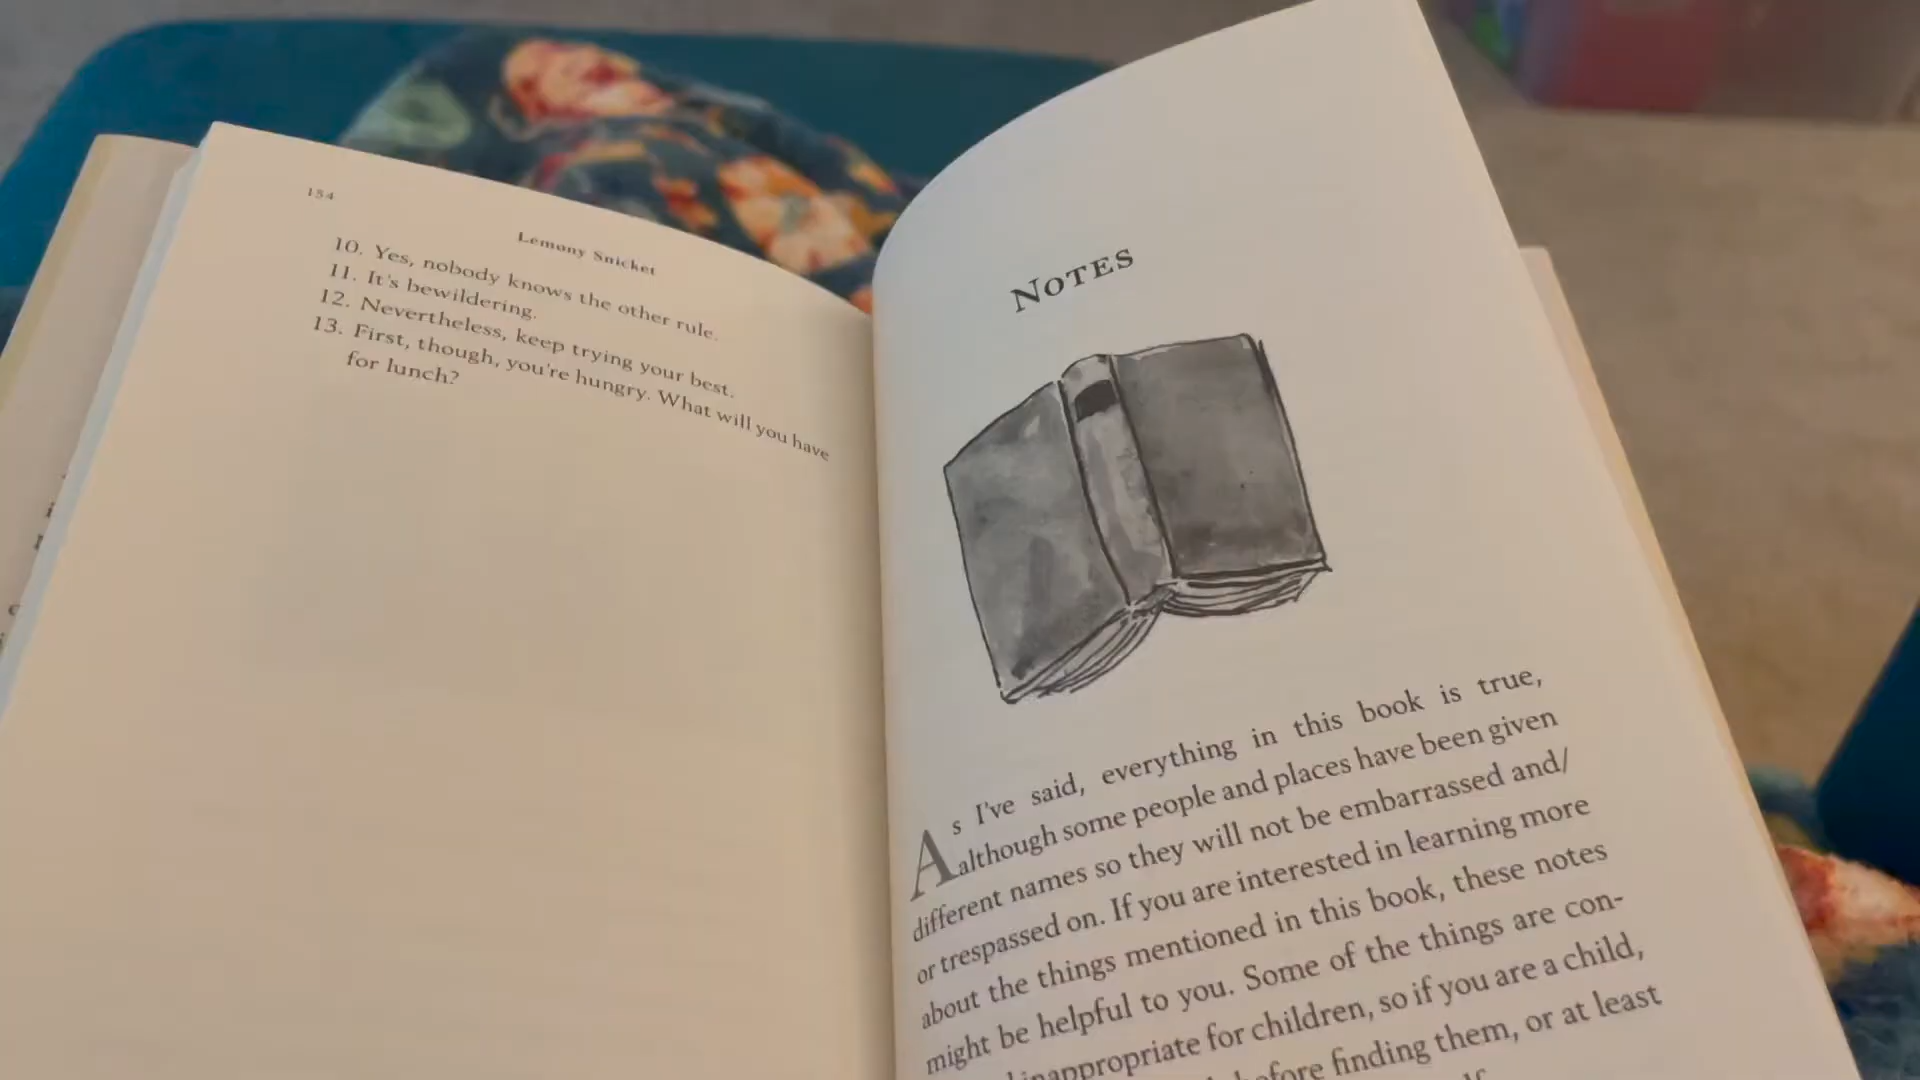 154
Lemony Snicket
10. Yes, nobody knows the other rule.
11. It's bewildering.
12. Nevertheless, keep trying your best.
13. First, though, you're hungry. What will you have
for lunch?
NOTES
As I've said, everything in this book is true,
although some people and places have been given
different names so they will not be embarrassed and/
or trespassed on. If you are interested in learning more
about the things mentioned in this book, these notes
might be helpful to you. Some of the things are con-
inappropriate for children, so if you are a child,
before finding them, or at least